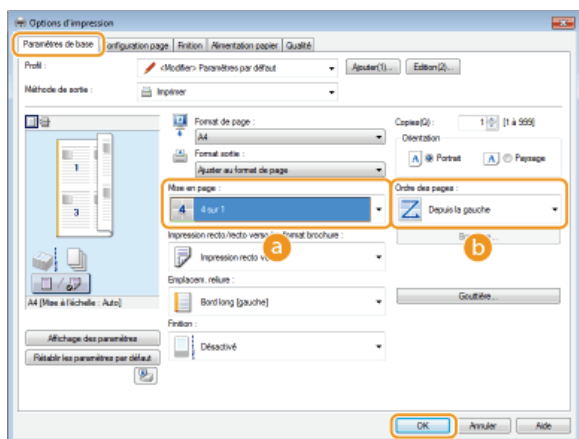 Options d'impression
Paramètres de base
onfiguration page
Finition
Alimentation papier
Qualité
Profil :
<Modifier> Paramètres par défaut
Ajouter(1)...
Edition(2)...
Méthode de sortie :
Imprimer
Format de page :
A4
Copies(Q) :
1
[1 à 999]
Orientation
A
Portrait
A
Paysage
Format sortie :
Ajuster au format de page
1
3
Mise en page :
4
4 sur 1
Ordre des pages :
Depuis la gauche
a
b
Impression recto/recto verso
format brochure :
Impression recto
Emplacem. reliure :
Bord long [gauche]
Gouttière...
A4 [Mise à l'échelle : Auto]
Finition :
Désactivé
Affichage des paramètres
Rétablir les paramètres par défaut
OK
Annuler
Aide